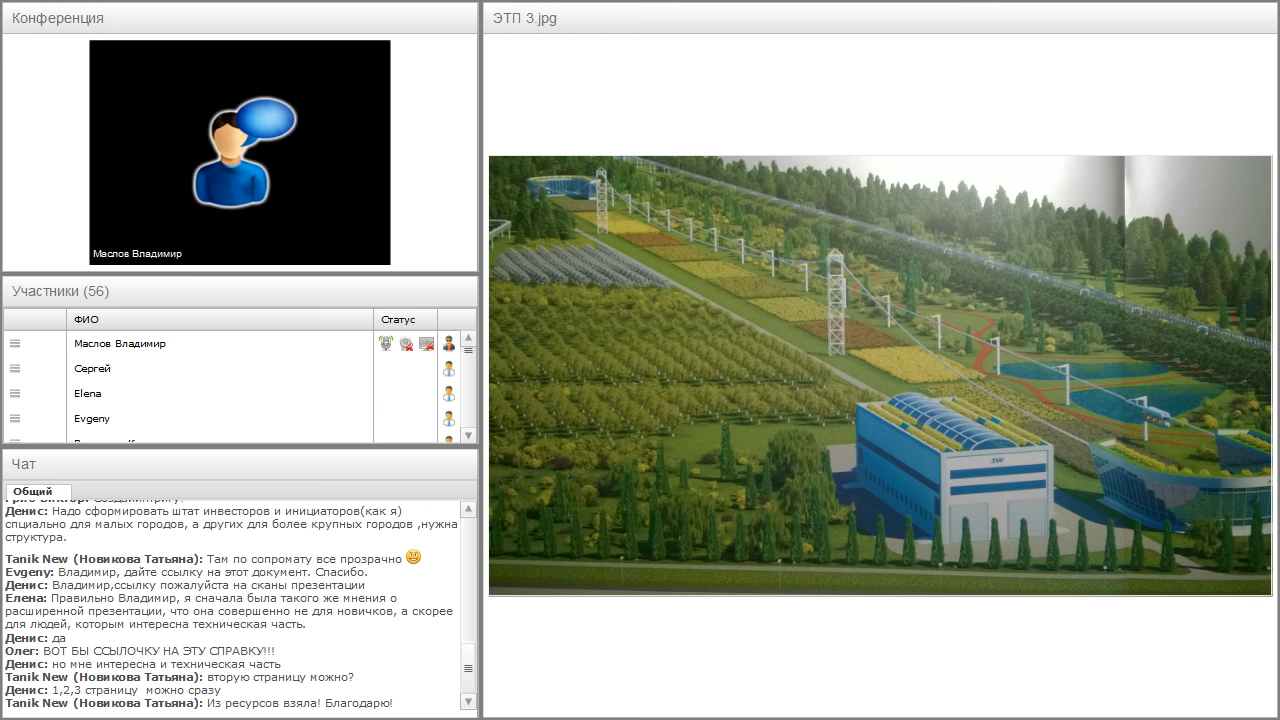 Конференция
Маслов Владимир
Участники (56)
ФИО
Статус
Маслов Владимир
Сергей
Elena
Evgeny
Чат
Общий
Денис: Надо сформировать штат инвесторов и инициаторов(как я)
спциально для малых городов, а других для более крупных городов ,нужна
структура.
Tanik New (Новикова Татьяна): Там по сопромату все прозрачно
Evgeny: Владимир, дайте ссылку на этот документ. Спасибо.
Денис: Владимир,ссылку пожалуйста на сканы презентации
Елена: Правильно Владимир, я сначала была такого же мнения о
расширенной презентации, что она совершенно не для новичков, а скорее
для людей, которым интересна техническая часть.
Денис: да
Олег: ВОТ БЫ ССЫЛОЧКУ НА ЭТУ СПРАВКУ!!!
Денис: но мне интересна и техническая часть
Tanik New (Новикова Татьяна): вторую страницу можно?
Денис: 1,2,3 страницу можно сразу
Tanik New (Новикова Татьяна): Из ресурсов взяла! Благодарю!
ЭТП 3.jpg